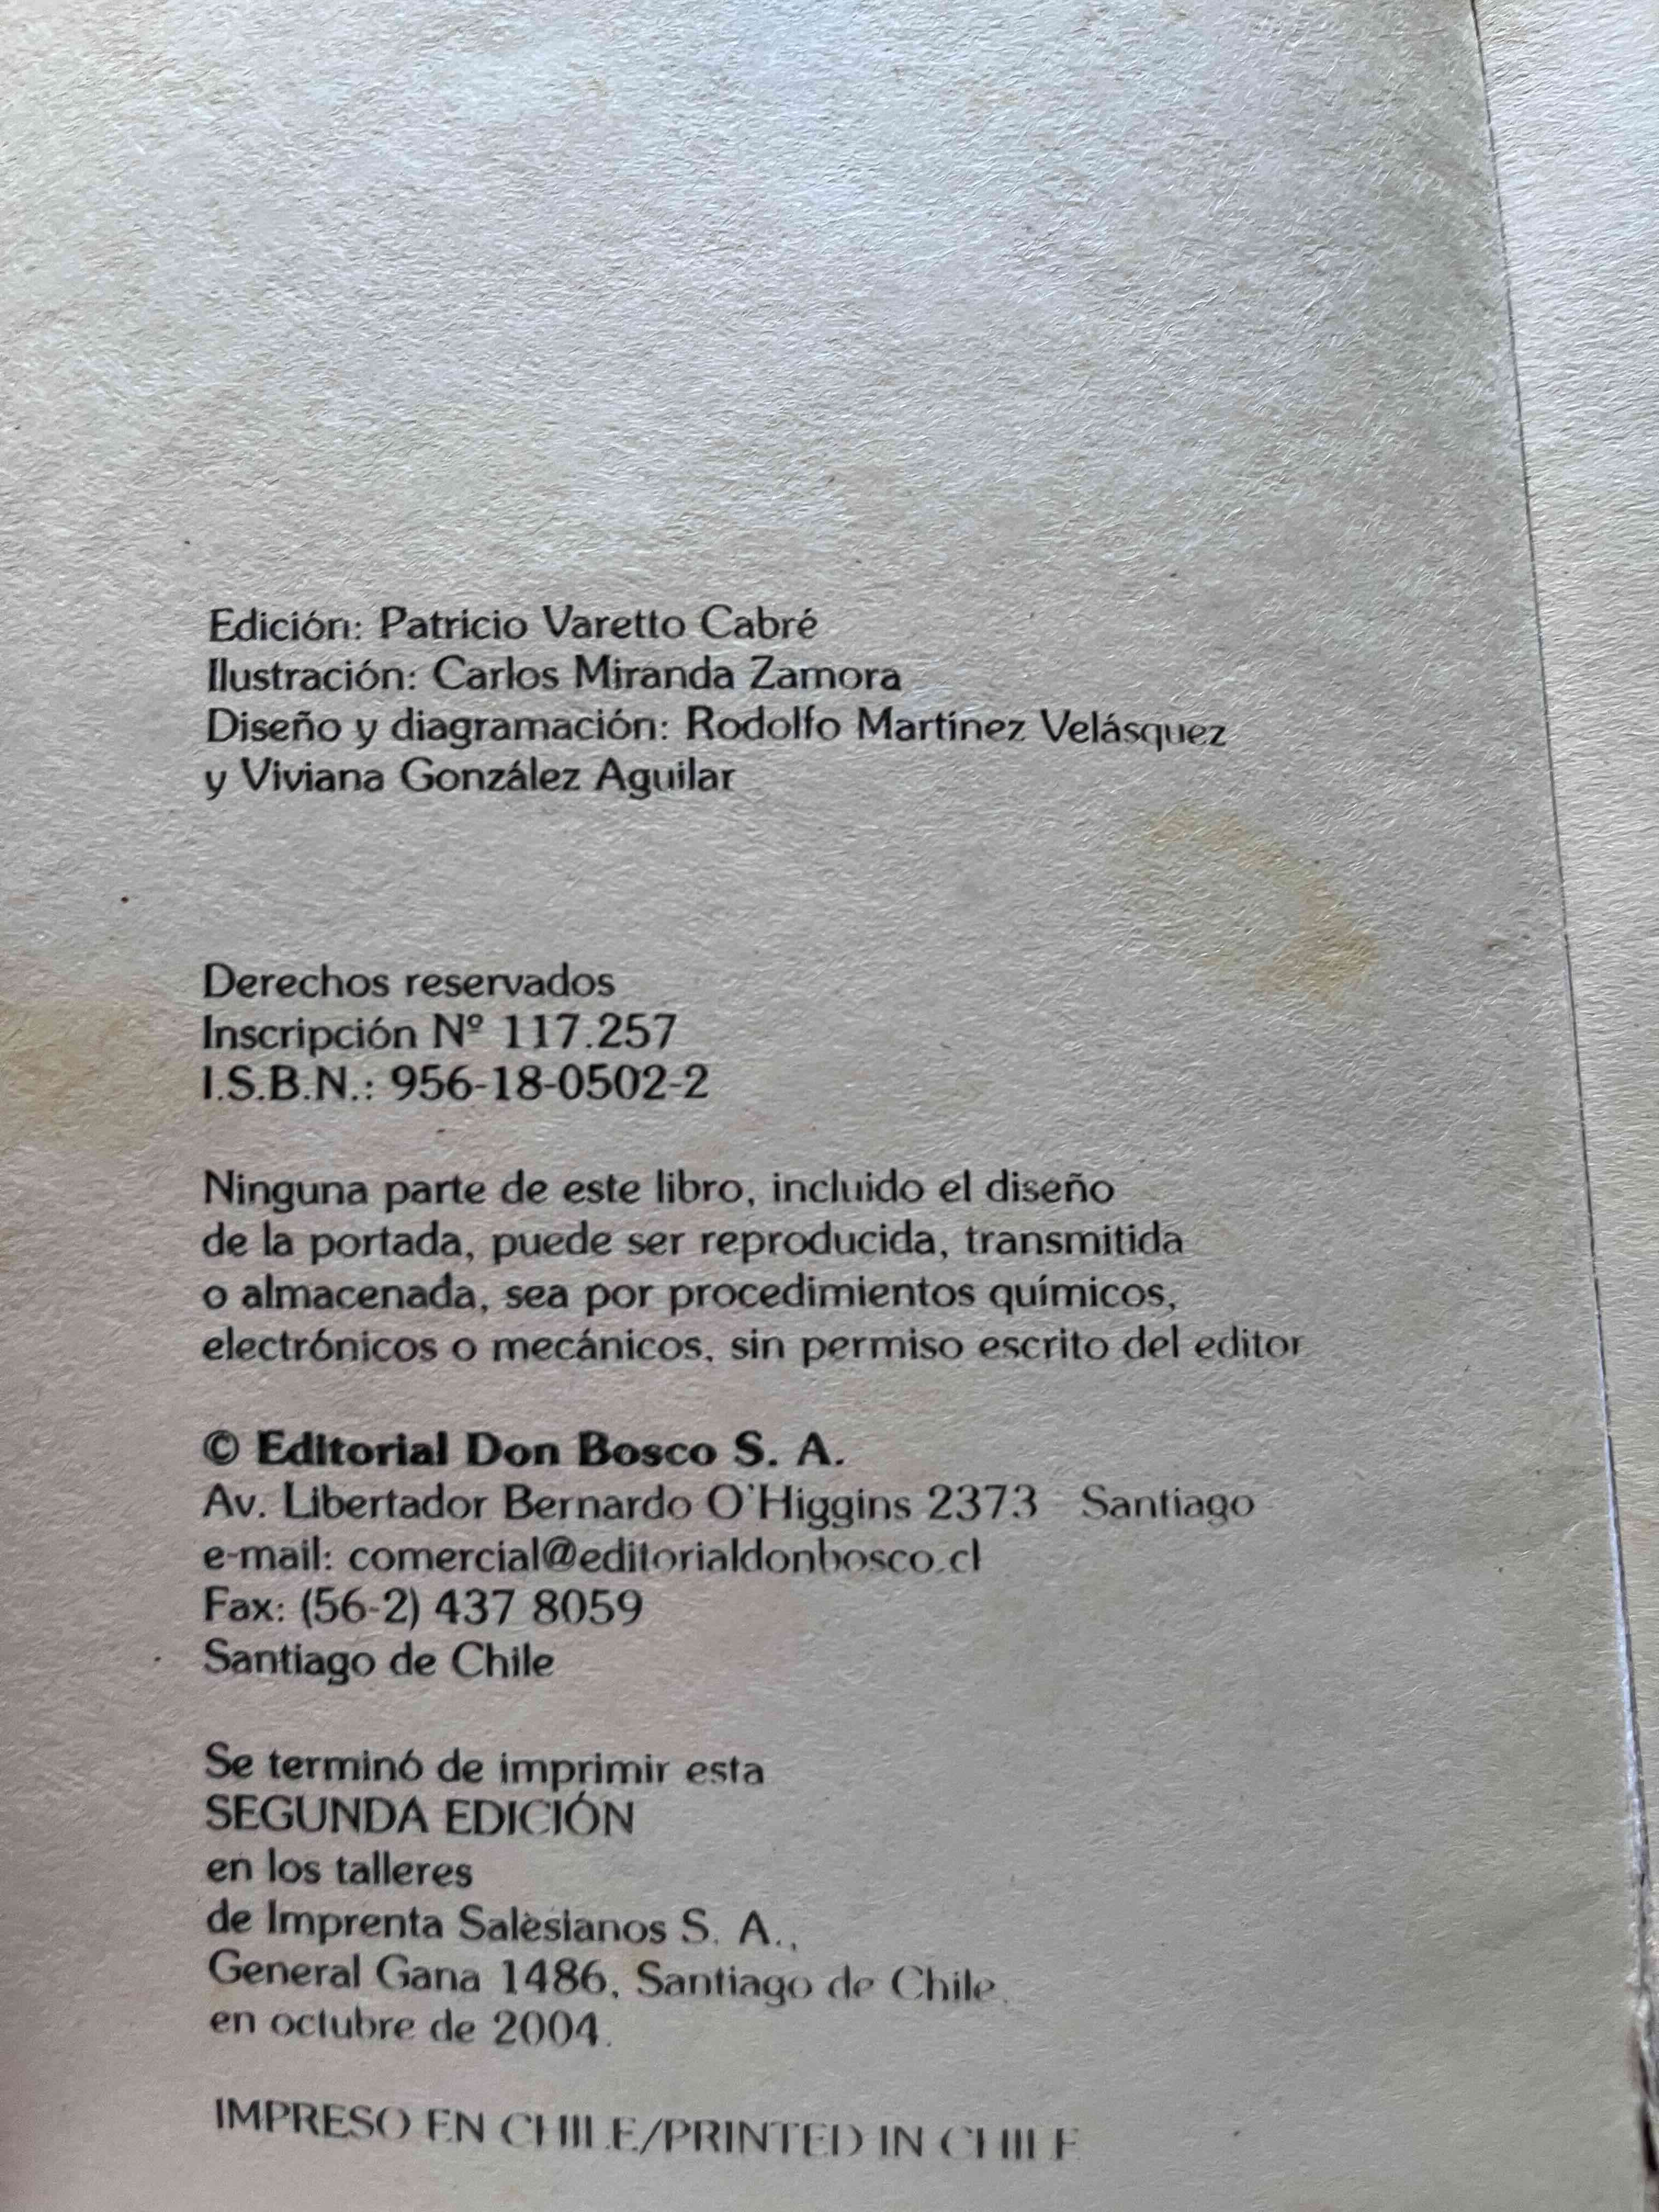 Edición: Patricio Varetto Cabré
Ilustración: Carlos Miranda Zamora
Diseño y diagramación: Rodolfo Martínez Velásquez
y Viviana González Aguilar
Derechos reservados
Inscripción Nº 117.257
I.S.B.N.: 956-18-0502-2
Ninguna parte de este libro, incluido el diseño
de la portada, puede ser reproducida, transmitida
o almacenada, sea por procedimientos químicos,
electrónicos o mecánicos, sin permiso escrito del editor
© Editorial Don Bosco S. A.
Av. Libertador Bernardo O'Higgins 2373 Santiago
e-mail: comercial@editorialdonbosco.cl
Fax: (56-2) 437 8059
Santiago de Chile
Se terminó de imprimir esta
SEGUNDA EDICIÓN
en los talleres
de Imprenta Salesianos S. A.,
General Gana 1486, Santiago de Chile,
en octubre de 2004.
IMPRESO EN CHILE/PRINTED IN CHILE